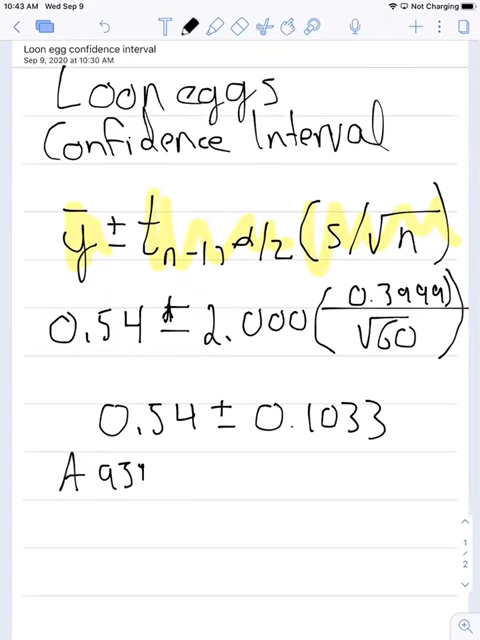 10:43 AM Wed Sep 9
Not Charging
Loon egg confidence interval
Sep 9, 2020 at 10:30 AM
Loon eggs
Confidence Interval
y̅ ± t n-1, α/2 (s/√n)
0.54 ± 2.000 (0.3999/√60)
0.54 ± 0.1033
A
1
/
2